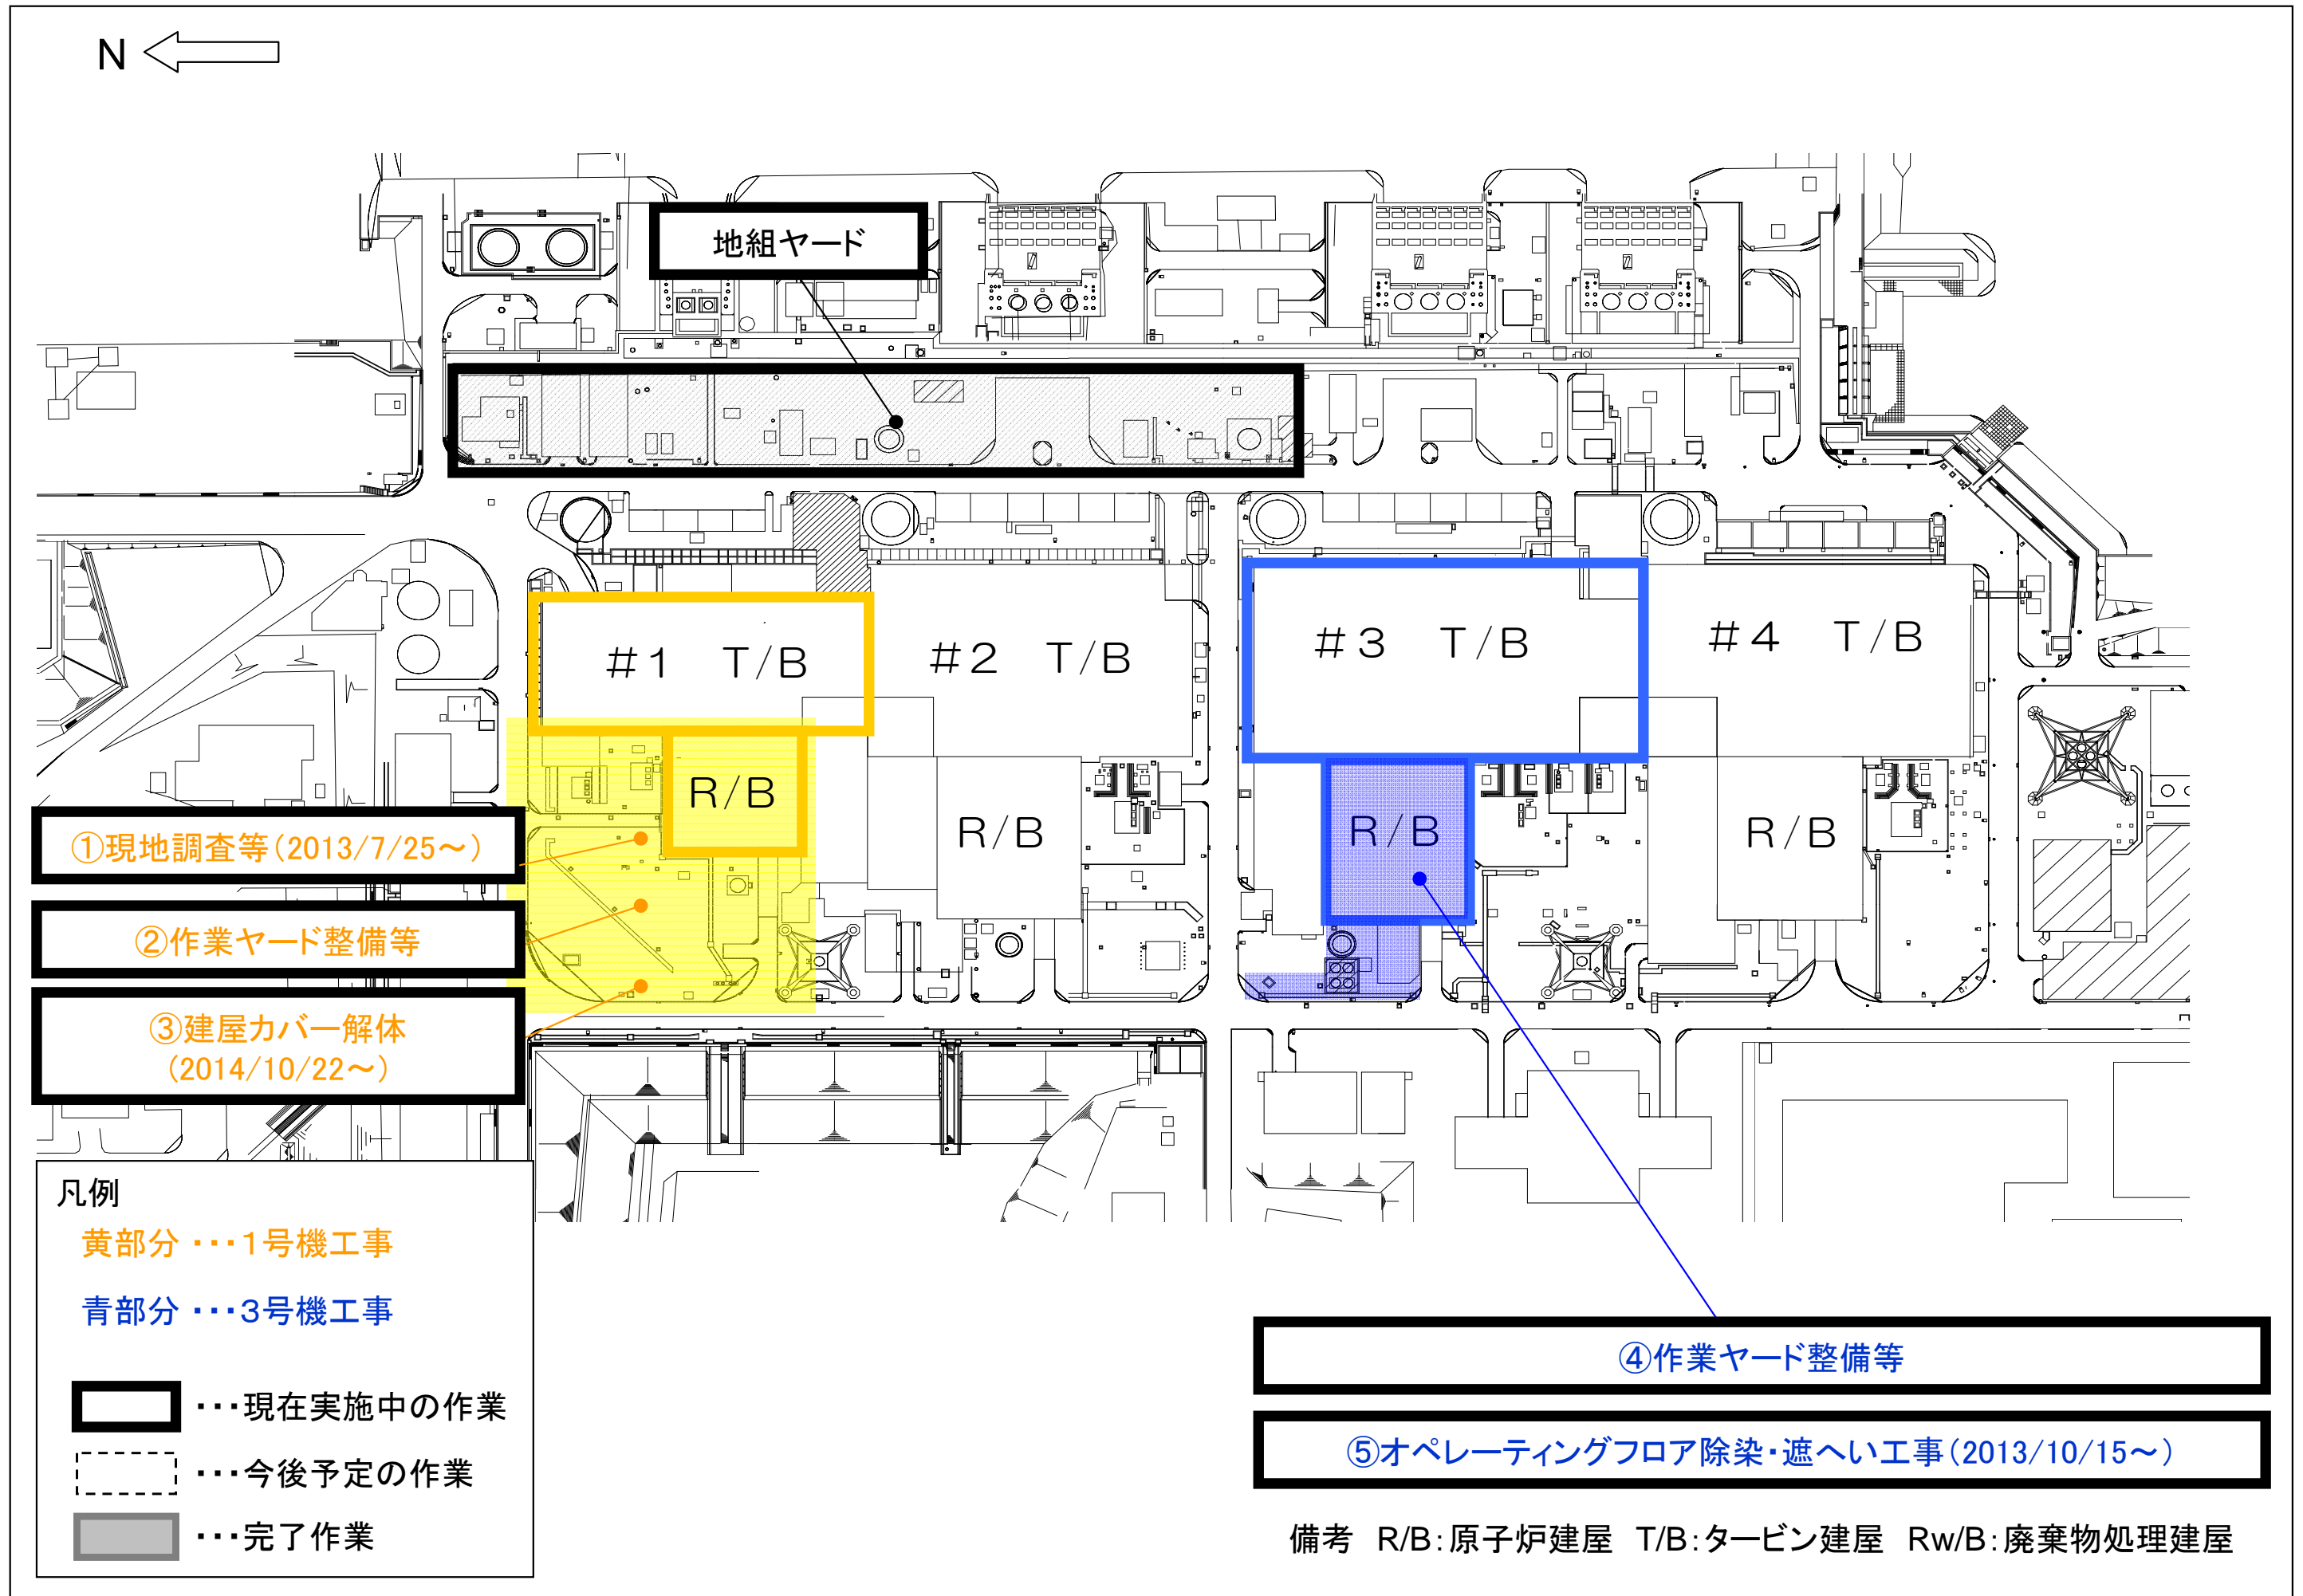 N
地組ヤード
#1 T/B
#2 T/B
#3 T/B
#4 T/B
R/B
R/B
R/B
R/B
①現地調査等(2013/7/25～)
②作業ヤード整備等
③建屋カバー解体
(2014/10/22～)
凡例
黄部分 ・・・1号機工事
青部分 ・・・3号機工事
・・・現在実施中の作業
・・・今後予定の作業
・・・完了作業
④作業ヤード整備等
⑤オペレーティングフロア除染・遮へい工事(2013/10/15～)
備考 R/B:原子炉建屋 T/B:タービン建屋 Rw/B:廃棄物処理建屋